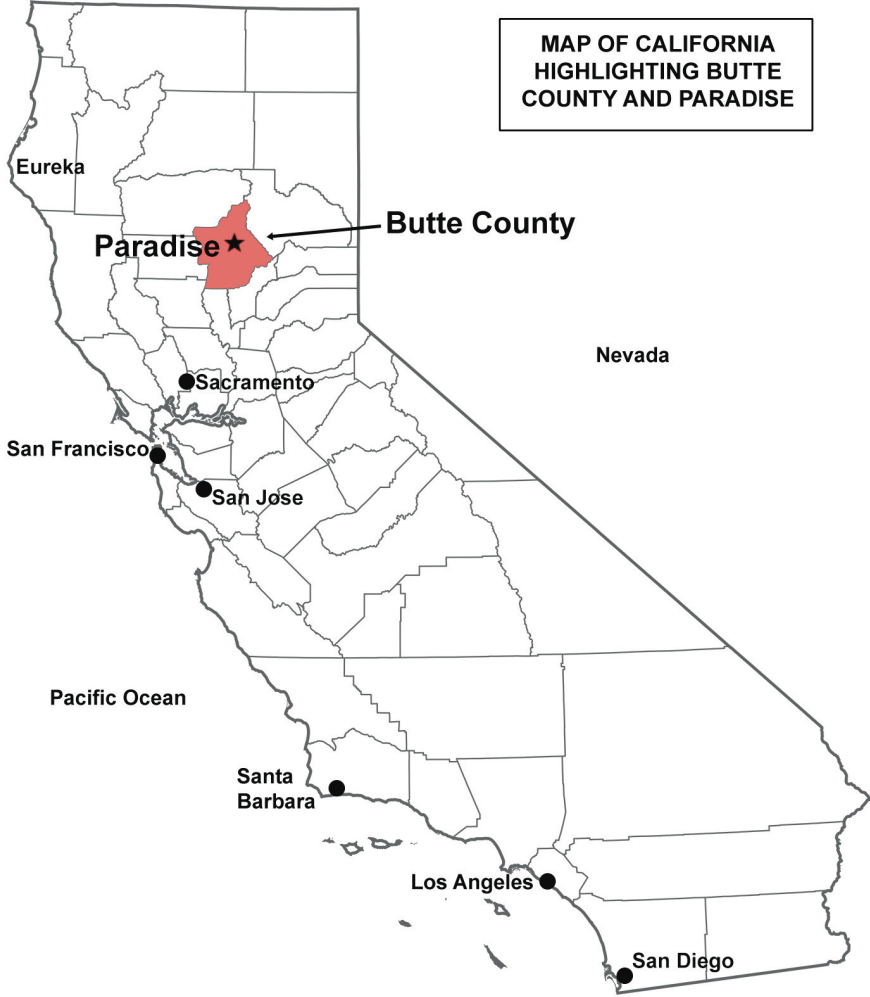 MAP OF CALIFORNIA
HIGHLIGHTING BUTTE
COUNTY AND PARADISE
Eureka
Butte County
Paradise
Nevada
Sacramento
San Francisco
San Jose
Pacific Ocean
Santa
Barbara
Los Angeles
San Diego